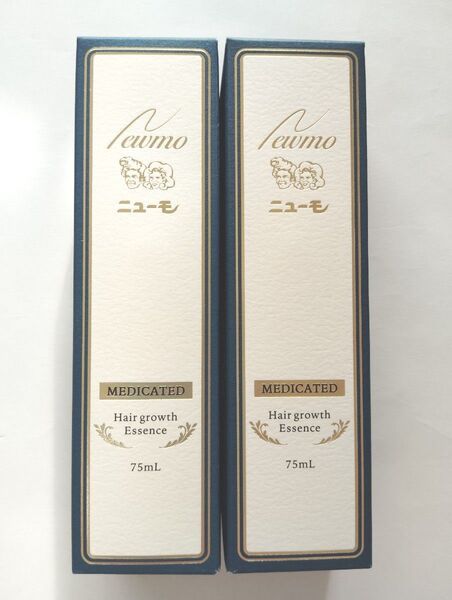 Newmo
ニューモ
MEDICATED
Hair growth
Essence
75mL
Newmo
ニューモ
MEDICATED
Hair growth
Essence
75mL